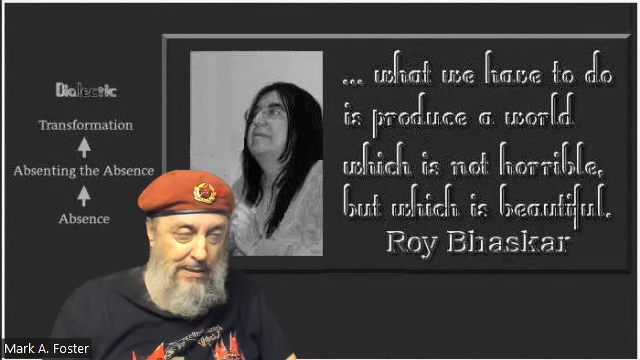 Dialectic
Transformation
Absenting the Absence
Absence
... what we have to do
is produce a world
which is not horrible,
but which is beautiful.
Roy Bhaskar
Mark A. Foster